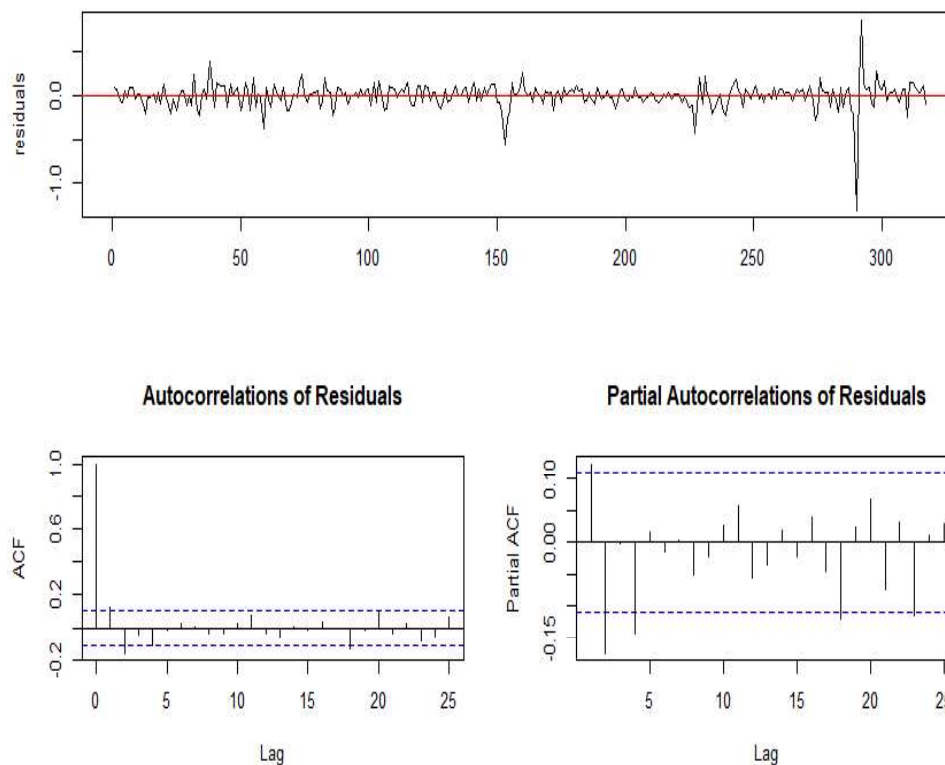 residuals
0.0
-1.0
0 50 100 150 200 250 300
Autocorrelations of Residuals
Partial Autocorrelations of Residuals
ACF
1.0
0.6
0.2
-0.2
0 5 10 15 20 25
Lag
Partial ACF
0.10
0.00
-0.15
5 10 15 20 25
Lag